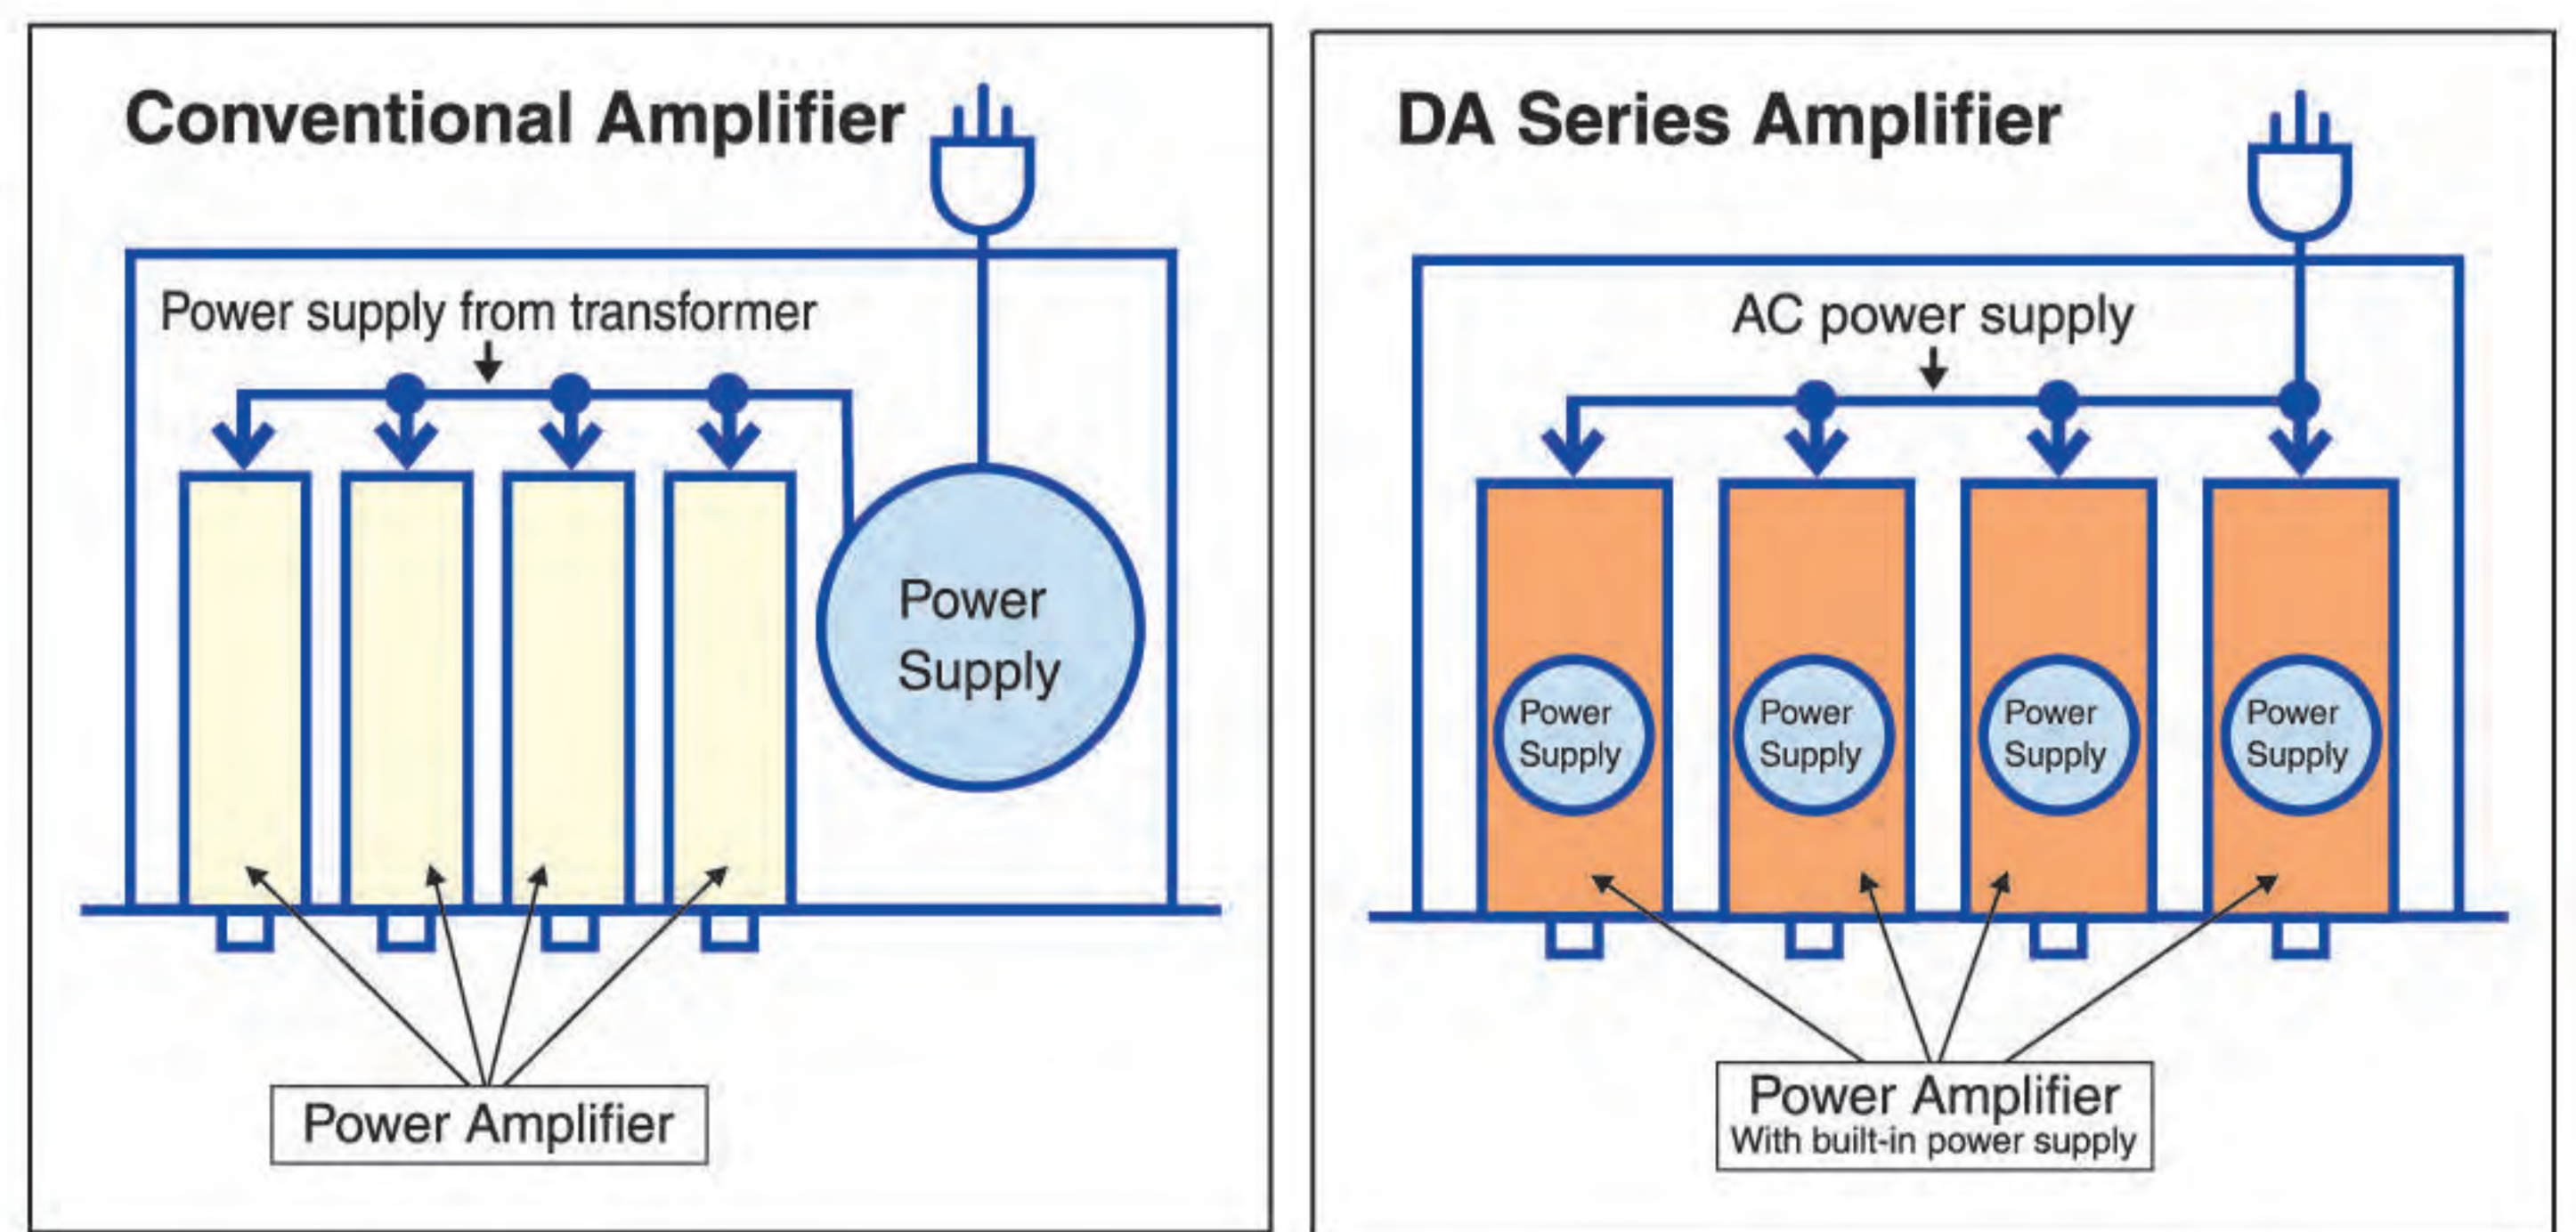 Conventional Amplifier
Power supply from transformer
Power
Supply
Power Amplifier
DA Series Amplifier
AC power supply
Power
Supply
Power
Supply
Power
Supply
Power
Supply
Power Amplifier
With built-in power supply